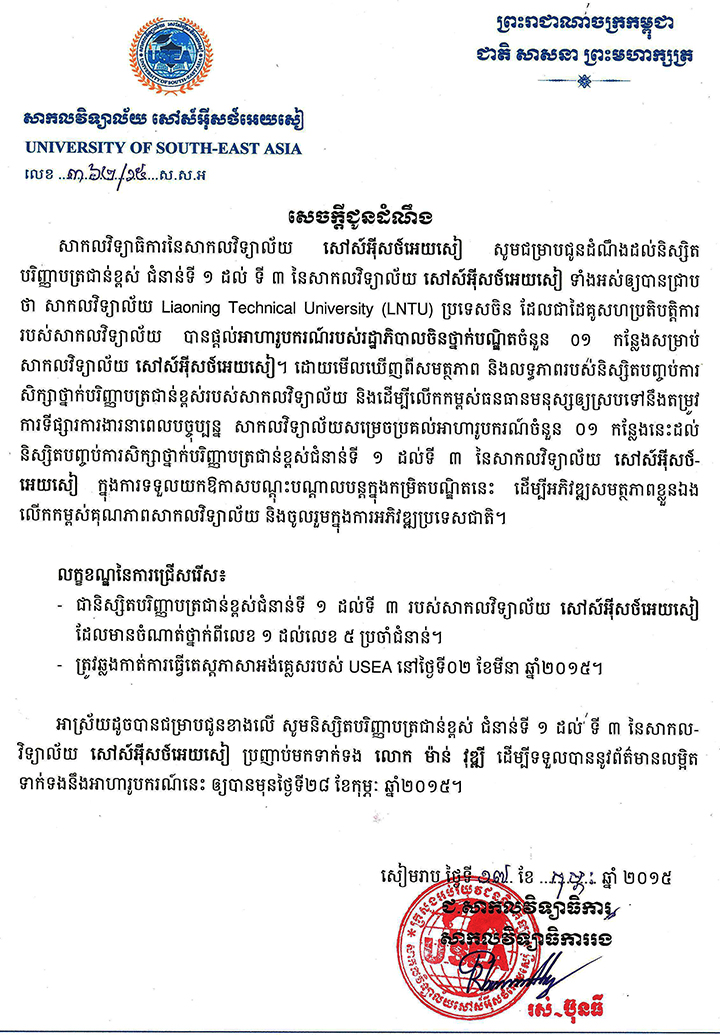 ព្រះរាជាណាចក្រកម្ពុជា
ជាតិ សាសនា ព្រះមហាក្សត្រ
UNIVERSITY OF SOUTH-EAST ASIA
USEA
សាកលវិទ្យាល័យ សៅស៍អ៊ីសថ៍អេយសៀ
UNIVERSITY OF SOUTH-EAST ASIA
លេខ ..៣៦២/១៥...ស.ស.អ
សេចក្តីជូនដំណឹង
សាកលវិទ្យាធិការនៃសាកលវិទ្យាល័យ សៅស៍អ៊ីសថ៍អេយសៀ សូមជម្រាបជូនដំណឹងដល់និស្សិត
បរិញ្ញាបត្រជាន់ខ្ពស់ ជំនាន់ទី ១ ដល់ ទី ៣ នៃសាកលវិទ្យាល័យ សៅស៍អ៊ីសថ៍អេយសៀ ទាំងអស់ឲ្យបានជ្រាប
ថា សាកលវិទ្យាល័យ Liaoning Technical University (LNTU) ប្រទេសចិន ដែលជាដៃគូសហប្រតិបត្តិការ
របស់សាកលវិទ្យាល័យ បានផ្តល់អាហារូបករណ៍របស់រដ្ឋាភិបាលចិនថ្នាក់បណ្ឌិតចំនួន ០១ កន្លែងសម្រាប់
សាកលវិទ្យាល័យ សៅស៍អ៊ីសថ៍អេយសៀ។ ដោយមើលឃើញពីសមត្ថភាព និងលទ្ធភាពរបស់និស្សិតបញ្ចប់ការ
សិក្សាថ្នាក់បរិញ្ញាបត្រជាន់ខ្ពស់របស់សាកលវិទ្យាល័យ និងដើម្បីលើកកម្ពស់ធនធានមនុស្សឲ្យស្របទៅនឹងតម្រូវ
ការទីផ្សារការងារនាពេលបច្ចុប្បន្ន សាកលវិទ្យាល័យសម្រេចប្រគល់អាហារូបករណ៍ចំនួន ០១ កន្លែងនេះដល់
និស្សិតបញ្ចប់ការសិក្សាថ្នាក់បរិញ្ញាបត្រជាន់ខ្ពស់ជំនាន់ទី ១ ដល់ទី ៣ នៃសាកលវិទ្យាល័យ សៅស៍អ៊ីសថ៍-
អេយសៀ ក្នុងការទទួលយកឱកាសបណ្តុះបណ្តាលបន្តក្នុងកម្រិតបណ្ឌិតនេះ ដើម្បីអភិវឌ្ឍសមត្ថភាពខ្លួនឯង
លើកកម្ពស់គុណភាពសាកលវិទ្យាល័យ និងចូលរួមក្នុងការអភិវឌ្ឍប្រទេសជាតិ។
លក្ខខណ្ឌនៃការជ្រើសរើស៖
- ជានិស្សិតបរិញ្ញាបត្រជាន់ខ្ពស់ជំនាន់ទី ១ ដល់ទី ៣ របស់សាកលវិទ្យាល័យ សៅស៍អ៊ីសថ៍អេយសៀ
ដែលមានចំណាត់ថ្នាក់ពីលេខ ១ ដល់លេខ ៥ ប្រចាំជំនាន់។
- ត្រូវឆ្លងកាត់ការធ្វើតេស្តភាសាអង់គ្លេសរបស់ USEA នៅថ្ងៃទី០២ ខែមីនា ឆ្នាំ២០១៥។
អាស្រ័យដូចបានជម្រាបជូនខាងលើ សូមនិស្សិតបរិញ្ញាបត្រជាន់ខ្ពស់ ជំនាន់ទី ១ ដល់ ទី ៣ នៃសាកល-
វិទ្យាល័យ សៅស៍អ៊ីសថ៍អេយសៀ ប្រញាប់មកទាក់ទង លោក ម៉ាន់ វុឌ្ឍី ដើម្បីទទួលបាននូវព័ត៌មានលម្អិត
ទាក់ទងនឹងអាហារូបករណ៍នេះ ឲ្យបានមុនថ្ងៃទី២៨ ខែកុម្ភៈ ឆ្នាំ២០១៥។
សៀមរាប ថ្ងៃទី ១៧. ខែ ...កុម្ភៈ... ឆ្នាំ ២០១៥
ជ.សាកលវិទ្យាធិការ
សាកលវិទ្យាធិការរង
USEA
សាកលវិទ្យាល័យសៅស៍អ៊ីសថ៍អេយសៀ
រស់ ប៊ុនធី